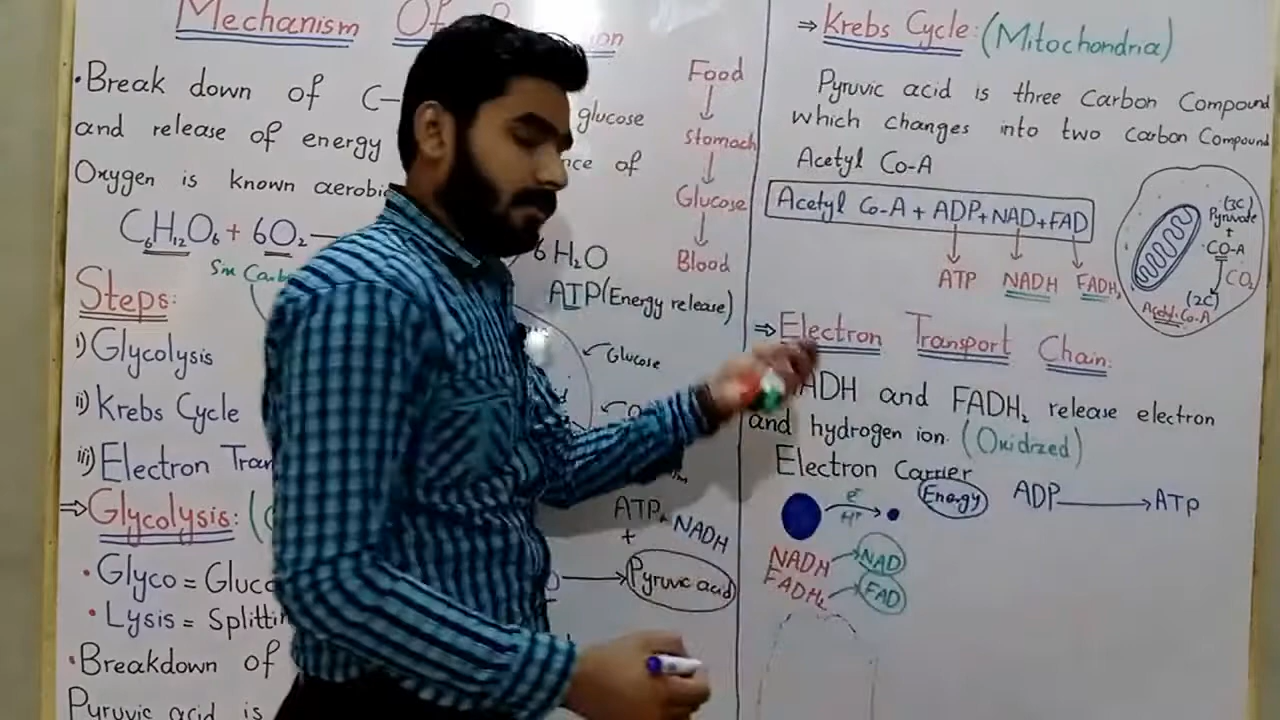 Mechanism Of
• Break down of C- glucose
and release of energy
Oxygen is known of
C6H12O6 + 6O2 6 H2O
ATP (Energy release)
Steps:
i) Glycolysis
ii) Krebs Cycle
iii) Electron
⇒ Glycolysis: (
• Glyco =
• Lysis =
• Breakdown of
Pyruvic acid is
Glucose
ATP + NADH
+
Pyruvic acid
Food
↓
Stomach
↓
Glucose
↓
Blood
⇒ Krebs Cycle: (Mitochondria)
Pyruvic acid is three Carbon Compound
which changes into two carbon Compound
Acetyl Co-A
Acetyl Co-A + ADP + NAD + FAD
ATP NADH FADH2
(3C)
Pyruvate
+
CO-A
CO2
(2C)
Acetyl Co-A
⇒ Electron Transport Chain:
and FADH2 release electron
and hydrogen ion. (Oxidized)
Electron Carrier
e⁻
H⁺
Energy ADP → ATP
NADH → NAD
FADH2 → FAD